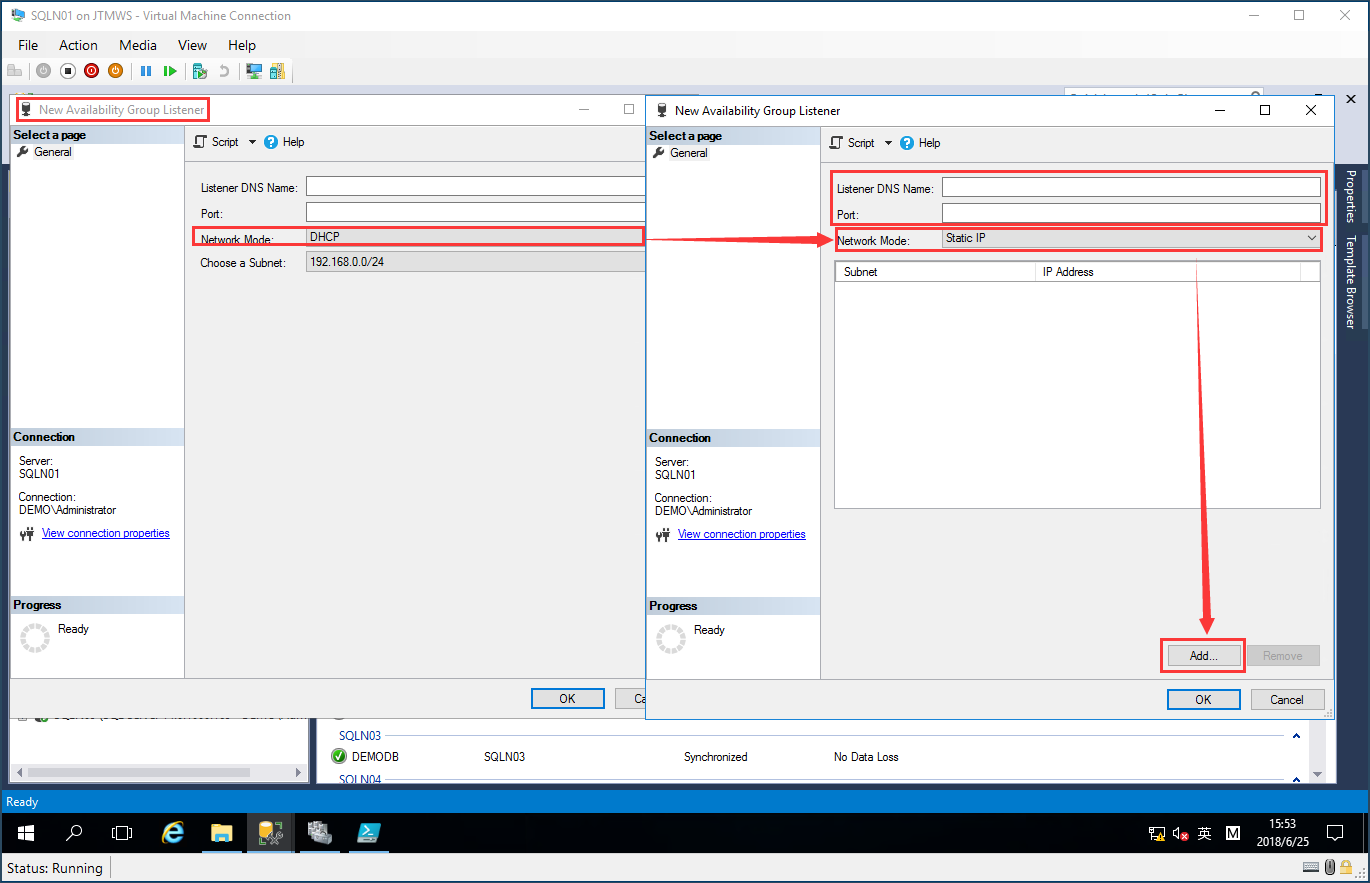 SQLN01 on JTMWS - Virtual Machine Connection
File Action Media View Help
New Availability Group Listener
Select a page
General
Script Help
Listener DNS Name:
Port:
Network Mode: DHCP
Choose a Subnet: 192.168.0.0/24
Connection
Server:
SQLN01
Connection:
DEMO\Administrator
View connection properties
Progress
Ready
OK
New Availability Group Listener
Select a page
General
Script Help
Listener DNS Name:
Port:
Network Mode: Static IP
Subnet IP Address
Connection
Server:
SQLN01
Connection:
DEMO\Administrator
View connection properties
Progress
Ready
Add... Remove
OK Cancel
Properties
Template Browser
SQLN03
DEMODB SQLN03 Synchronized No Data Loss
SQLN04
Ready
英 M 15:53
2018/6/25
Status: Running